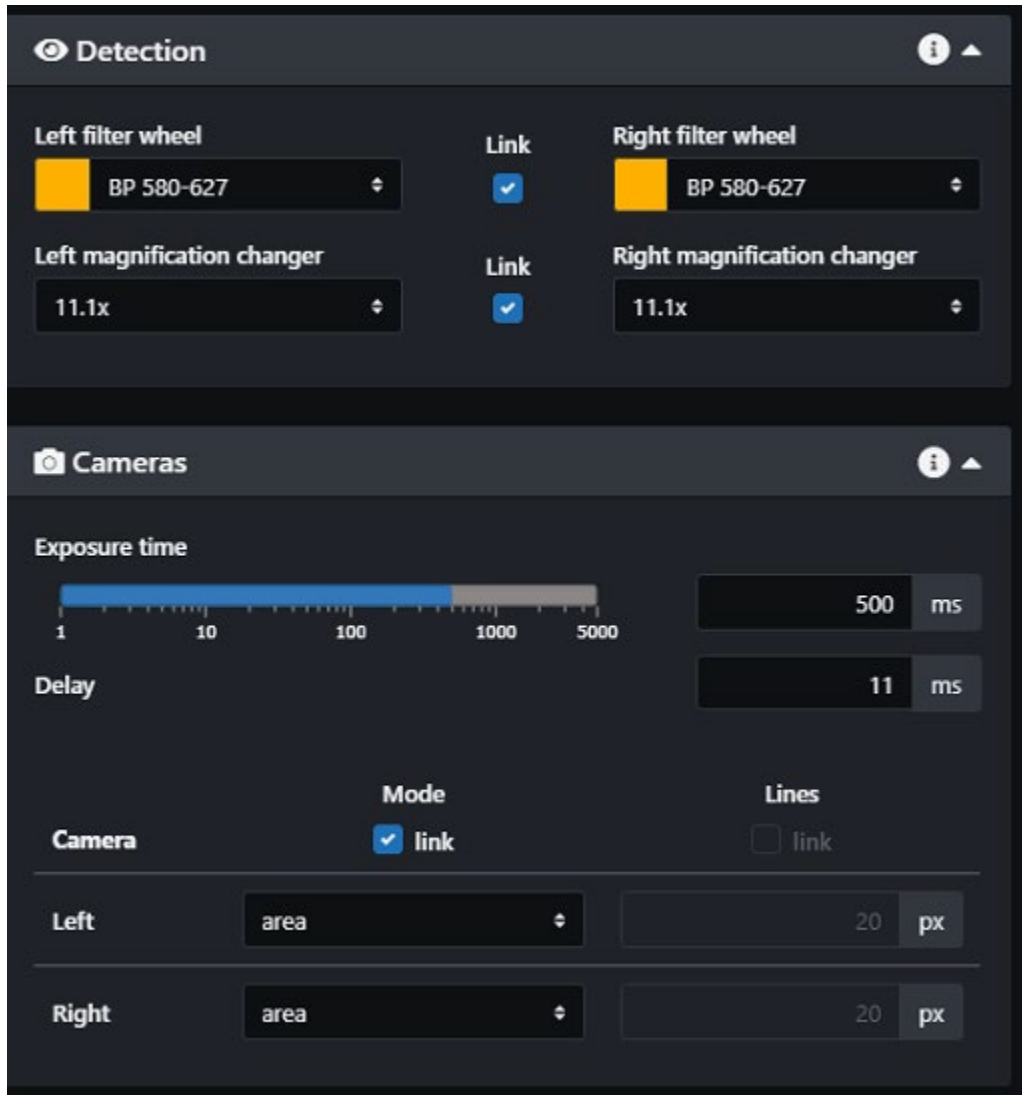 Detection
Left filter wheel Link Right filter wheel
BP 580-627 BP 580-627
Left magnification changer Link Right magnification changer
11.1x 11.1x
Cameras
Exposure time
500 ms
1 10 100 1000 5000
Delay 11 ms
Mode Lines
Camera link link
Left area 20 px
Right area 20 px